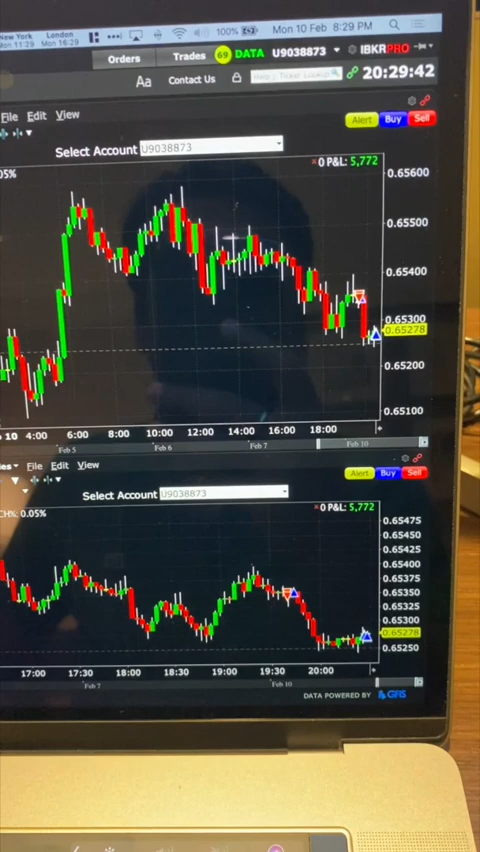 New York London
Mon 11:29 Mon 16:29 100% Mon 10 Feb 8:29 PM
Orders Trades 69 DATA U9038873 IBKRPRO
Aa Contact Us 20:29:42
File Edit View
Alert Buy Sell
Select Account U9038873
05% x0 P&L: 5,772
0.65600
0.65500
0.65400
0.65300
0.65278
0.65200
0.65100
10 4:00 6:00 8:00 10:00 12:00 14:00 16:00 18:00
Feb 5 Feb 6 Feb 7 Feb 10
File Edit View
Alert Buy Sell
Select Account U9038873
CH%: 0.05% x0 P&L: 5,772
0.65475
0.65450
0.65425
0.65400
0.65375
0.65350
0.65325
0.65300
0.65278
0.65250
17:00 17:30 18:00 18:30 19:00 19:30 20:00
Feb 7 Feb 10
DATA POWERED BY GFIS